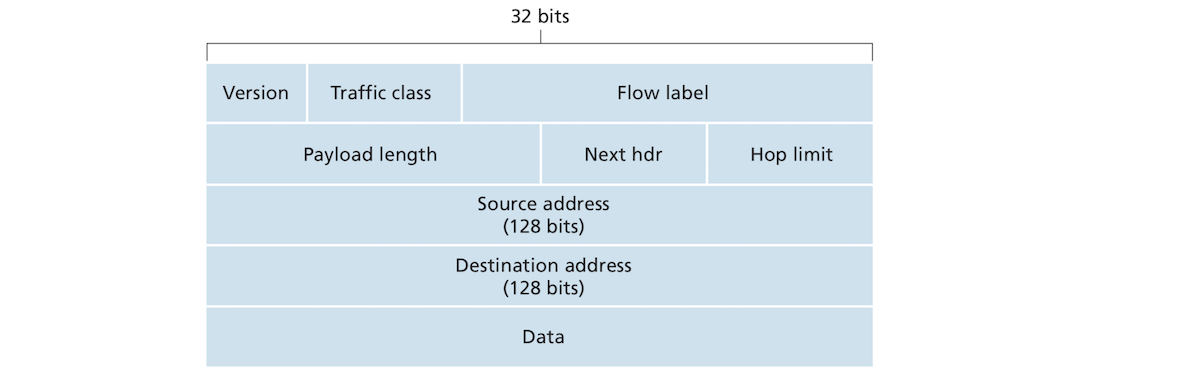 32 bits
Version Traffic class Flow label
Payload length Next hdr Hop limit
Source address
(128 bits)
Destination address
(128 bits)
Data